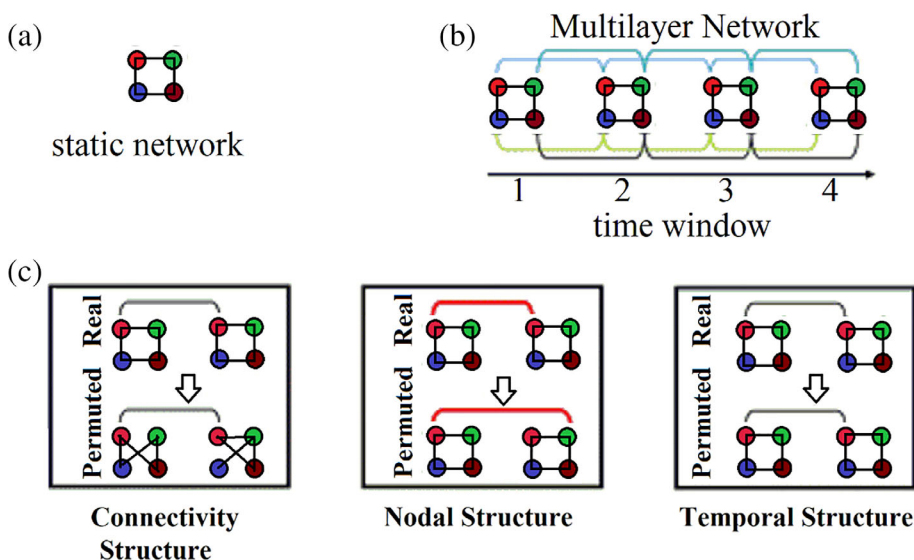 (a)
static network
(b)
Multilayer Network
1 2 3 4
time window
(c)
Real
Permuted
Connectivity
Structure
Real
Permuted
Nodal Structure
Real
Permuted
Temporal Structure